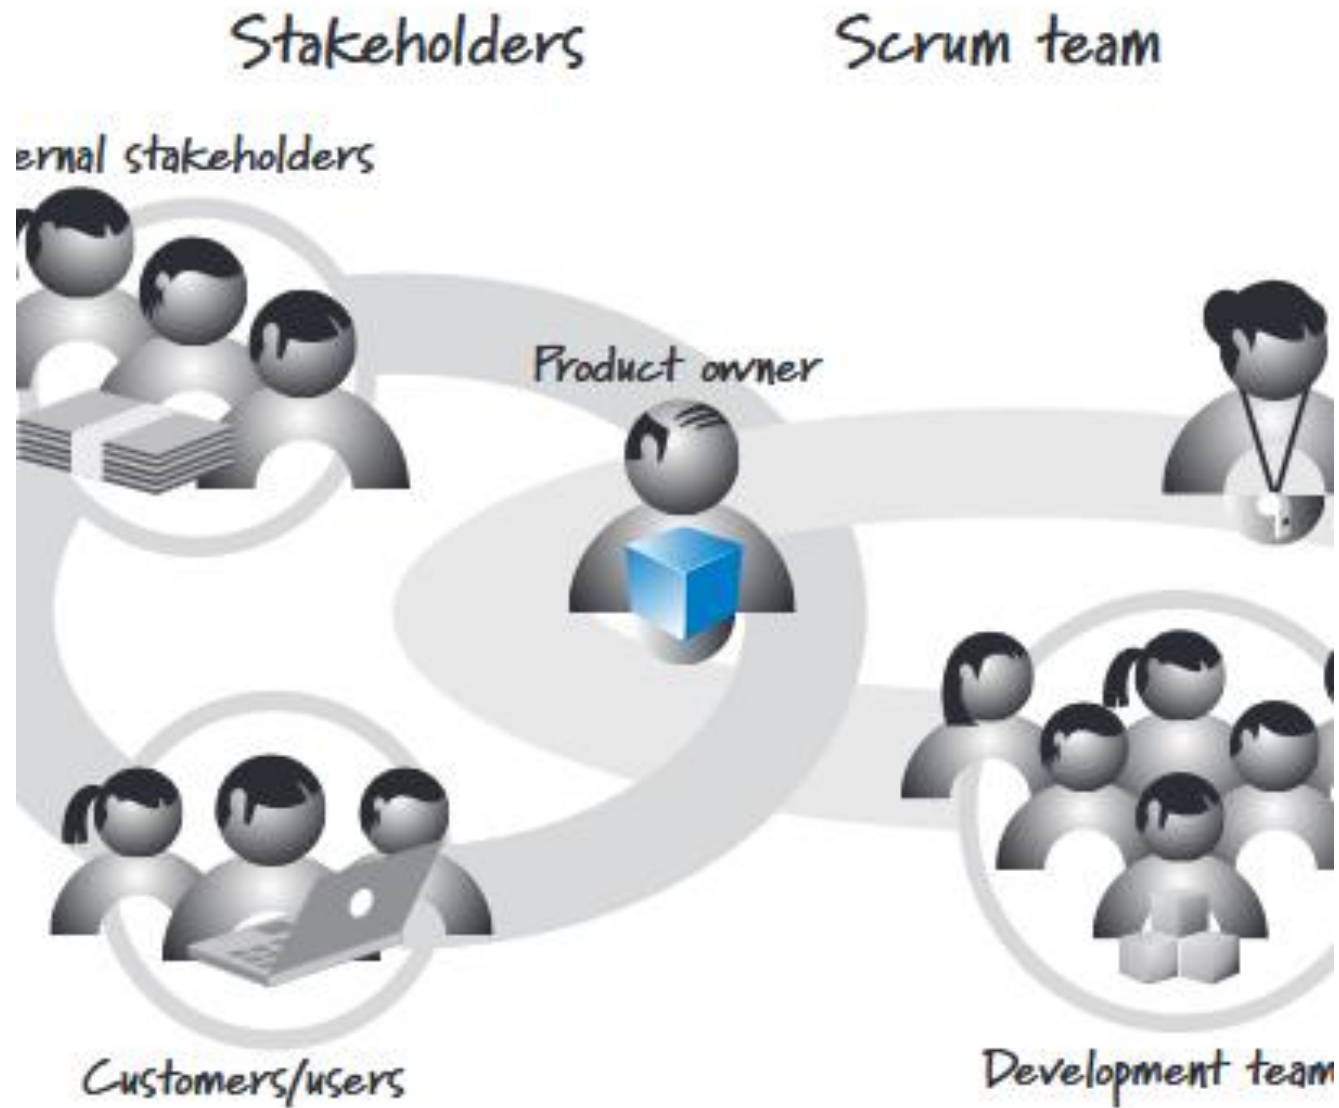 Stakeholders
Scrum team
ernal stakeholders
Product owner
Customers/users
Development team